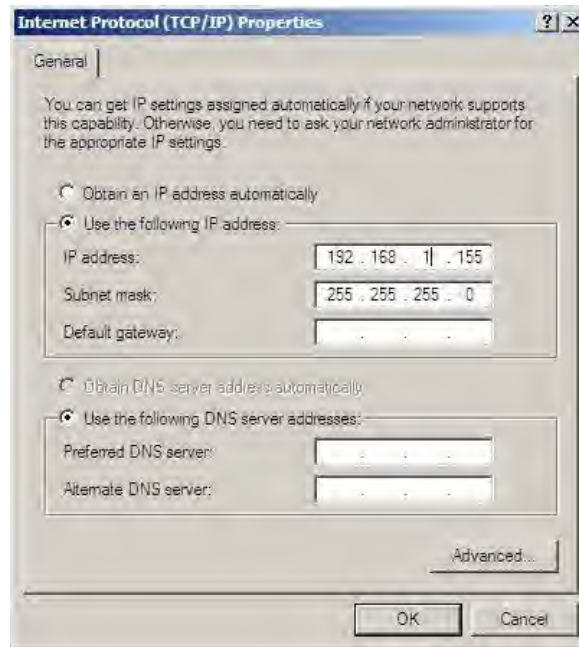 Internet Protocol (TCP/IP) Properties
General
You can get IP settings assigned automatically if your network supports
this capability. Otherwise, you need to ask your network administrator for
the appropriate IP settings.
Obtain an IP address automatically
Use the following IP address:
IP address: 192 . 168 . 1 . 155
Subnet mask: 255 . 255 . 255 . 0
Default gateway: . . .
Obtain DNS server address automatically
Use the following DNS server addresses:
Preferred DNS server: . . .
Alternate DNS server: . . .
Advanced...
OK Cancel